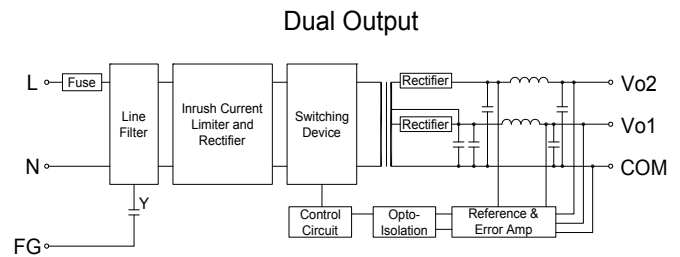 Dual Output
L
Fuse
Line
Filter
Inrush Current
Limiter and
Rectifier
Switching
Device
Rectifier
Vo2
Rectifier
Vo1
N
COM
Y
Control
Circuit
Opto-
Isolation
Reference &
Error Amp
FG